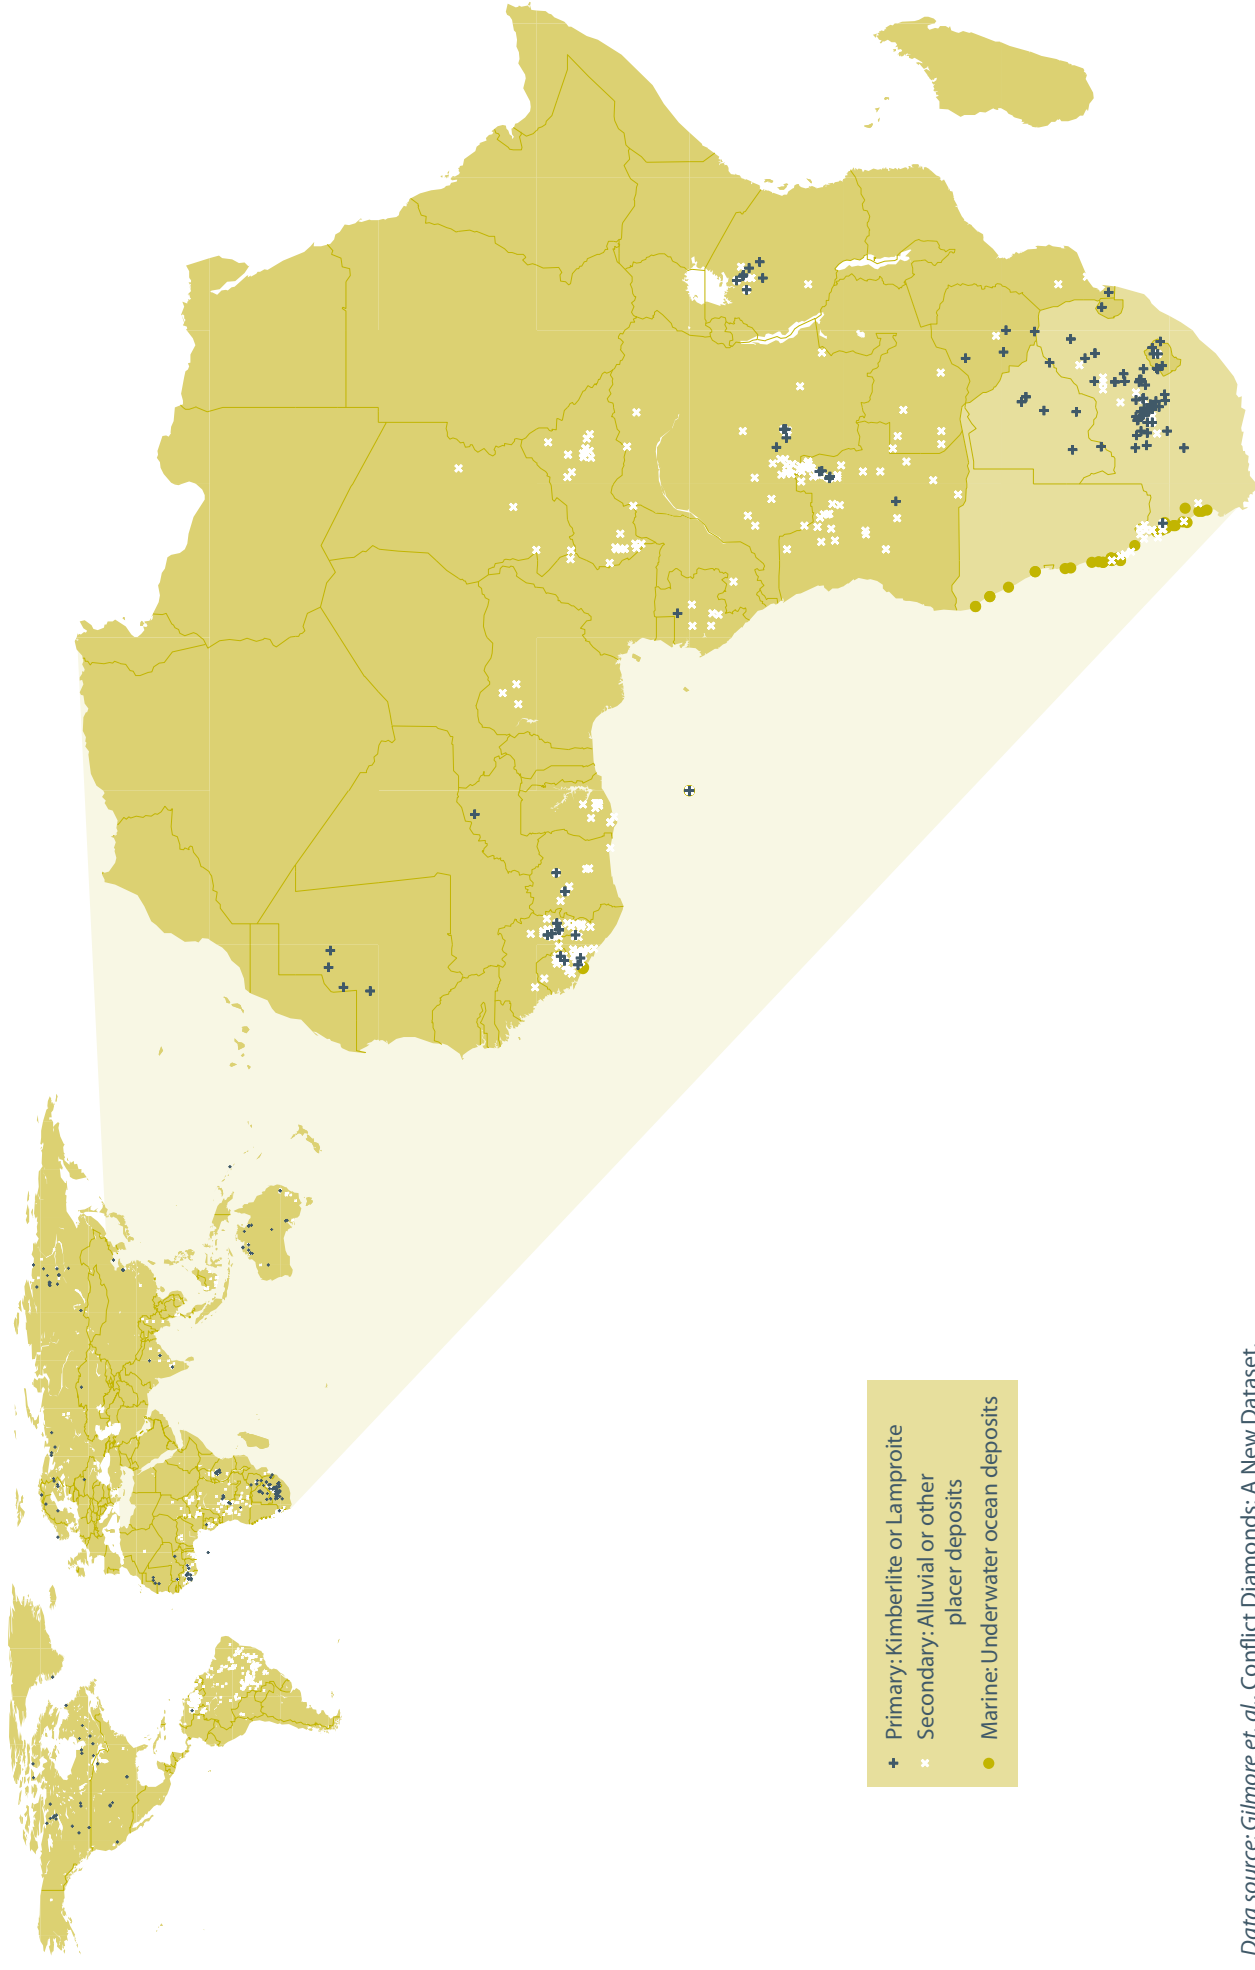 Primary: Kimberlite or Lamproite
Secondary: Alluvial or other
placer deposits
Marine: Underwater ocean deposits
Data source: Gilmore et. al., Conflict Diamonds: A New Dataset.